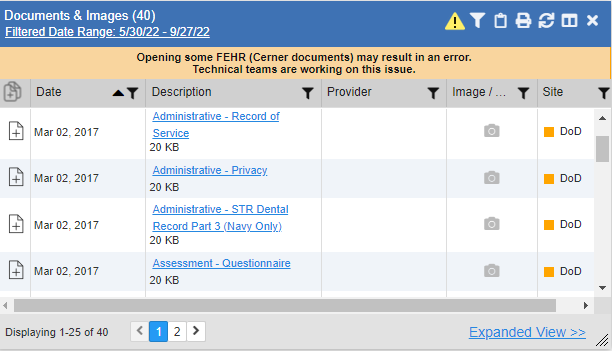 Documents & Images (40)
Filtered Date Range: 5/30/22 - 9/27/22
Opening some FEHR (Cerner documents) may result in an error.
Technical teams are working on this issue.
Date Description Provider Image / ... Site
Mar 02, 2017 Administrative - Record of DoD
Service
20 KB
Mar 02, 2017 Administrative - Privacy DoD
20 KB
Mar 02, 2017 Administrative - STR Dental DoD
Record Part 3 (Navy Only)
20 KB
Mar 02, 2017 Assessment - Questionnaire DoD
20 KB
Displaying 1-25 of 40 < 1 2 > Expanded View >>